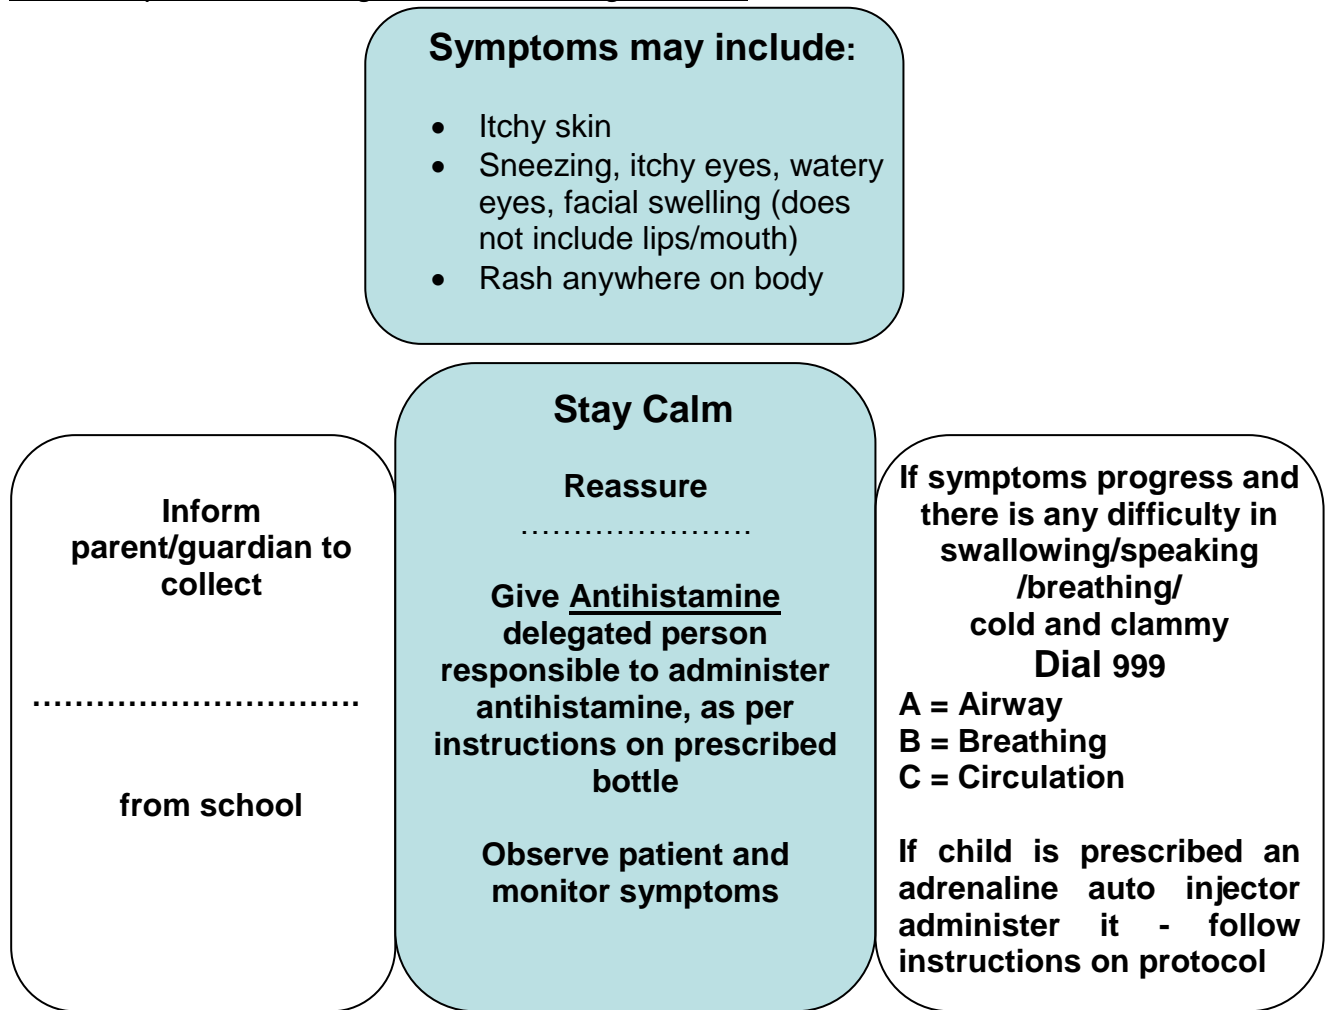 Symptoms may include:
• Itchy skin
• Sneezing, itchy eyes, watery
eyes, facial swelling (does
not include lips/mouth)
• Rash anywhere on body
Inform
parent/guardian to
collect
…………………………….
from school
Stay Calm
Reassure
………………….
Give Antihistamine
delegated person
responsible to administer
antihistamine, as per
instructions on prescribed
bottle
Observe patient and
monitor symptoms
If symptoms progress and
there is any difficulty in
swallowing/speaking
/breathing/
cold and clammy
Dial 999
A = Airway
B = Breathing
C = Circulation
If child is prescribed an
adrenaline auto injector
administer it - follow
instructions on protocol